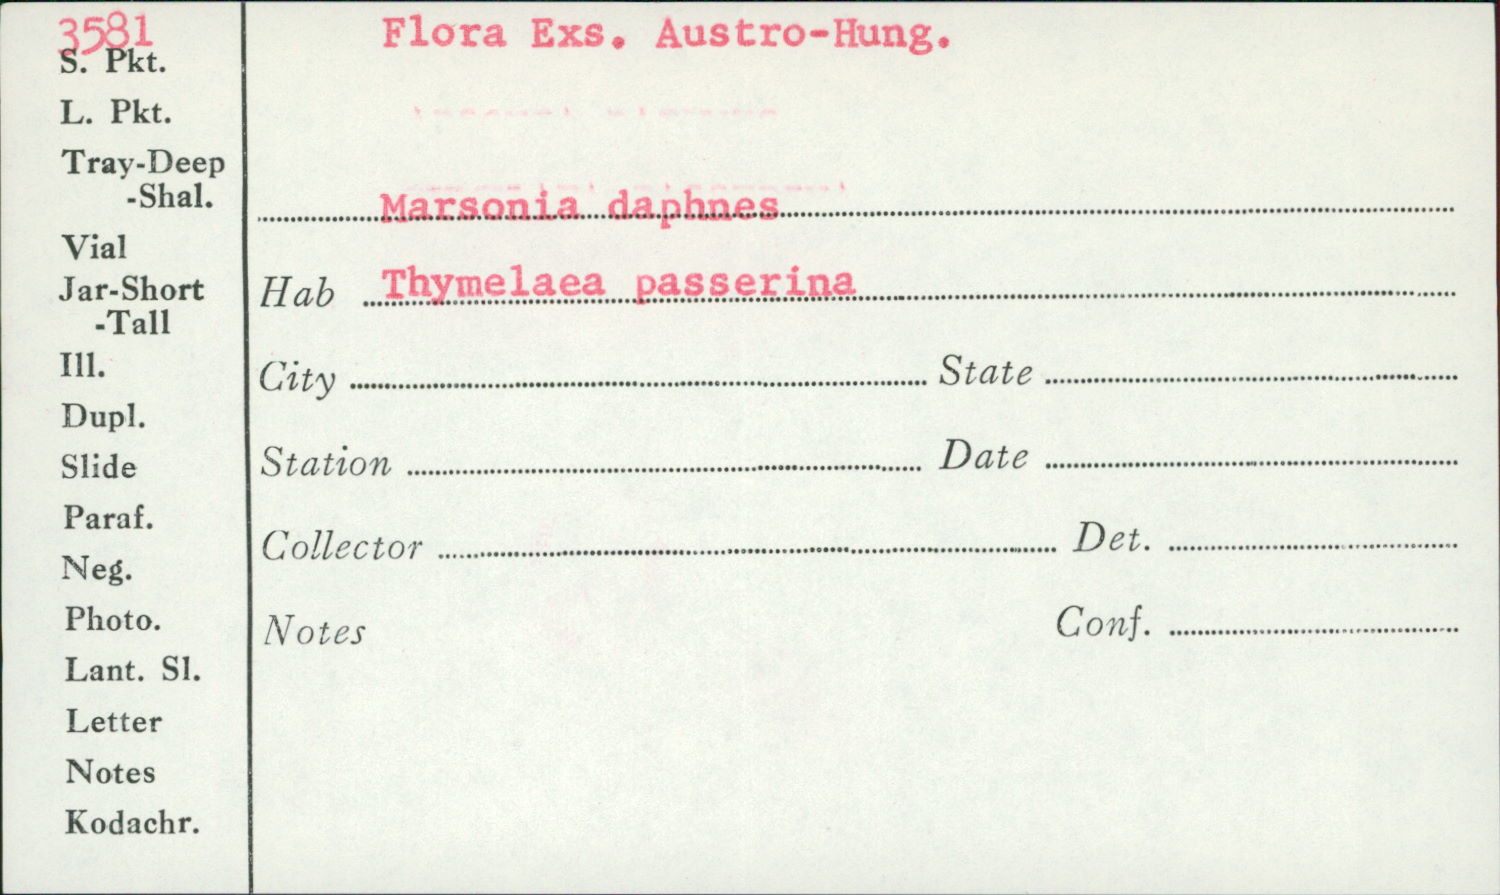 3581
Flora Exs. Austro-Hung.
S. Pkt.
L. Pkt.
Tray-Deep
-Shal.
Vial
Jar-Short
-Tall
Ill.
Dupl.
Slide
Paraf.
Neg.
Photo.
Lant. Sl.
Letter
Notes
Kodachr.
Marsonia daphnes
Hab Thymelaea passerina
City State
Station Date
Collector Det.
Notes Conf.